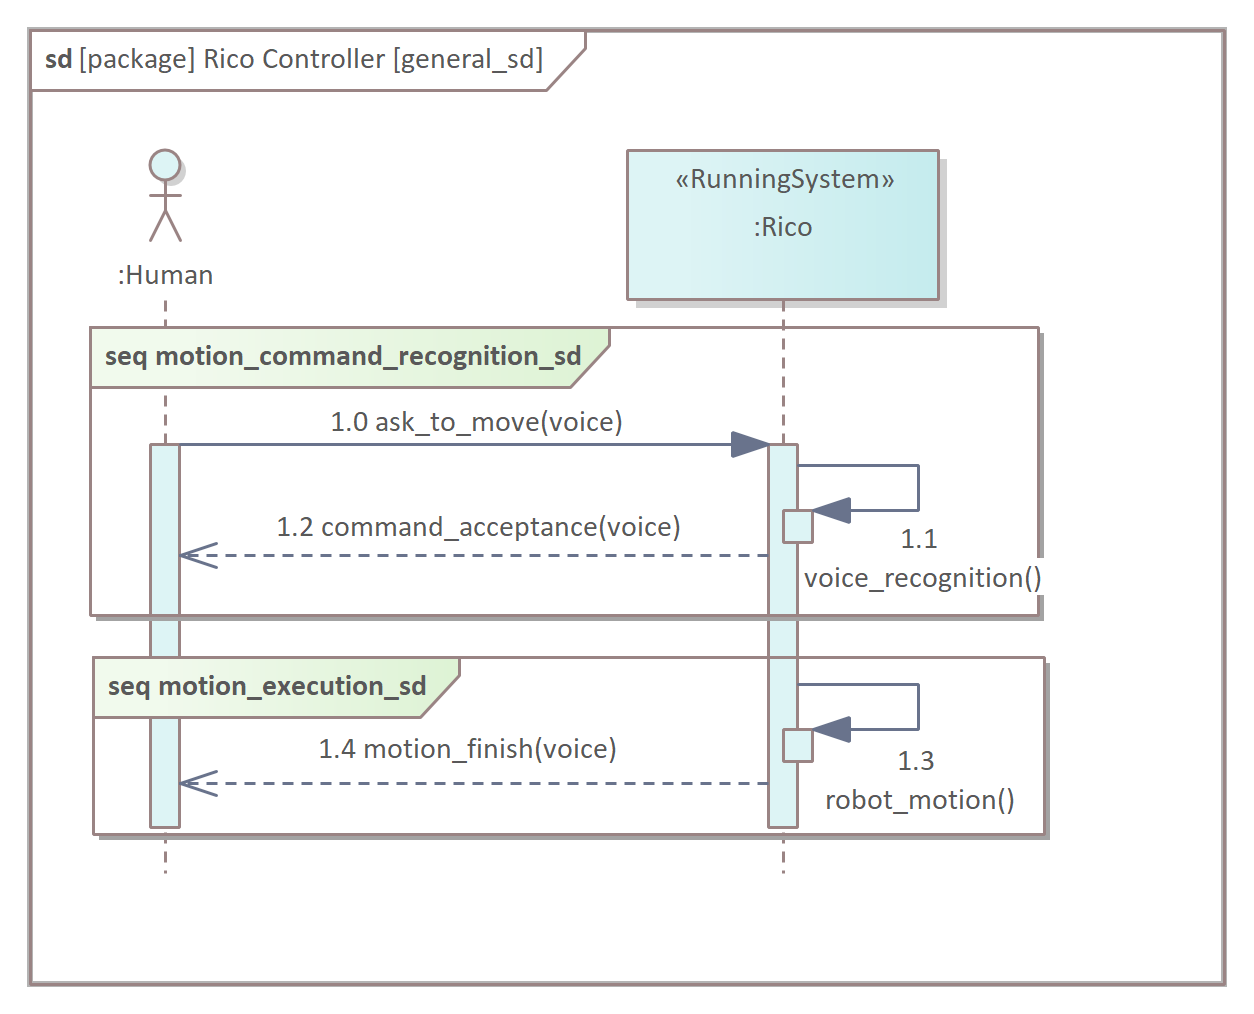 sd [package] Rico Controller [general_sd]
:Human
«RunningSystem»
:Rico
seq motion_command_recognition_sd
1.0 ask_to_move(voice)
1.1
voice_recognition()
1.2 command_acceptance(voice)
seq motion_execution_sd
1.3
robot_motion()
1.4 motion_finish(voice)